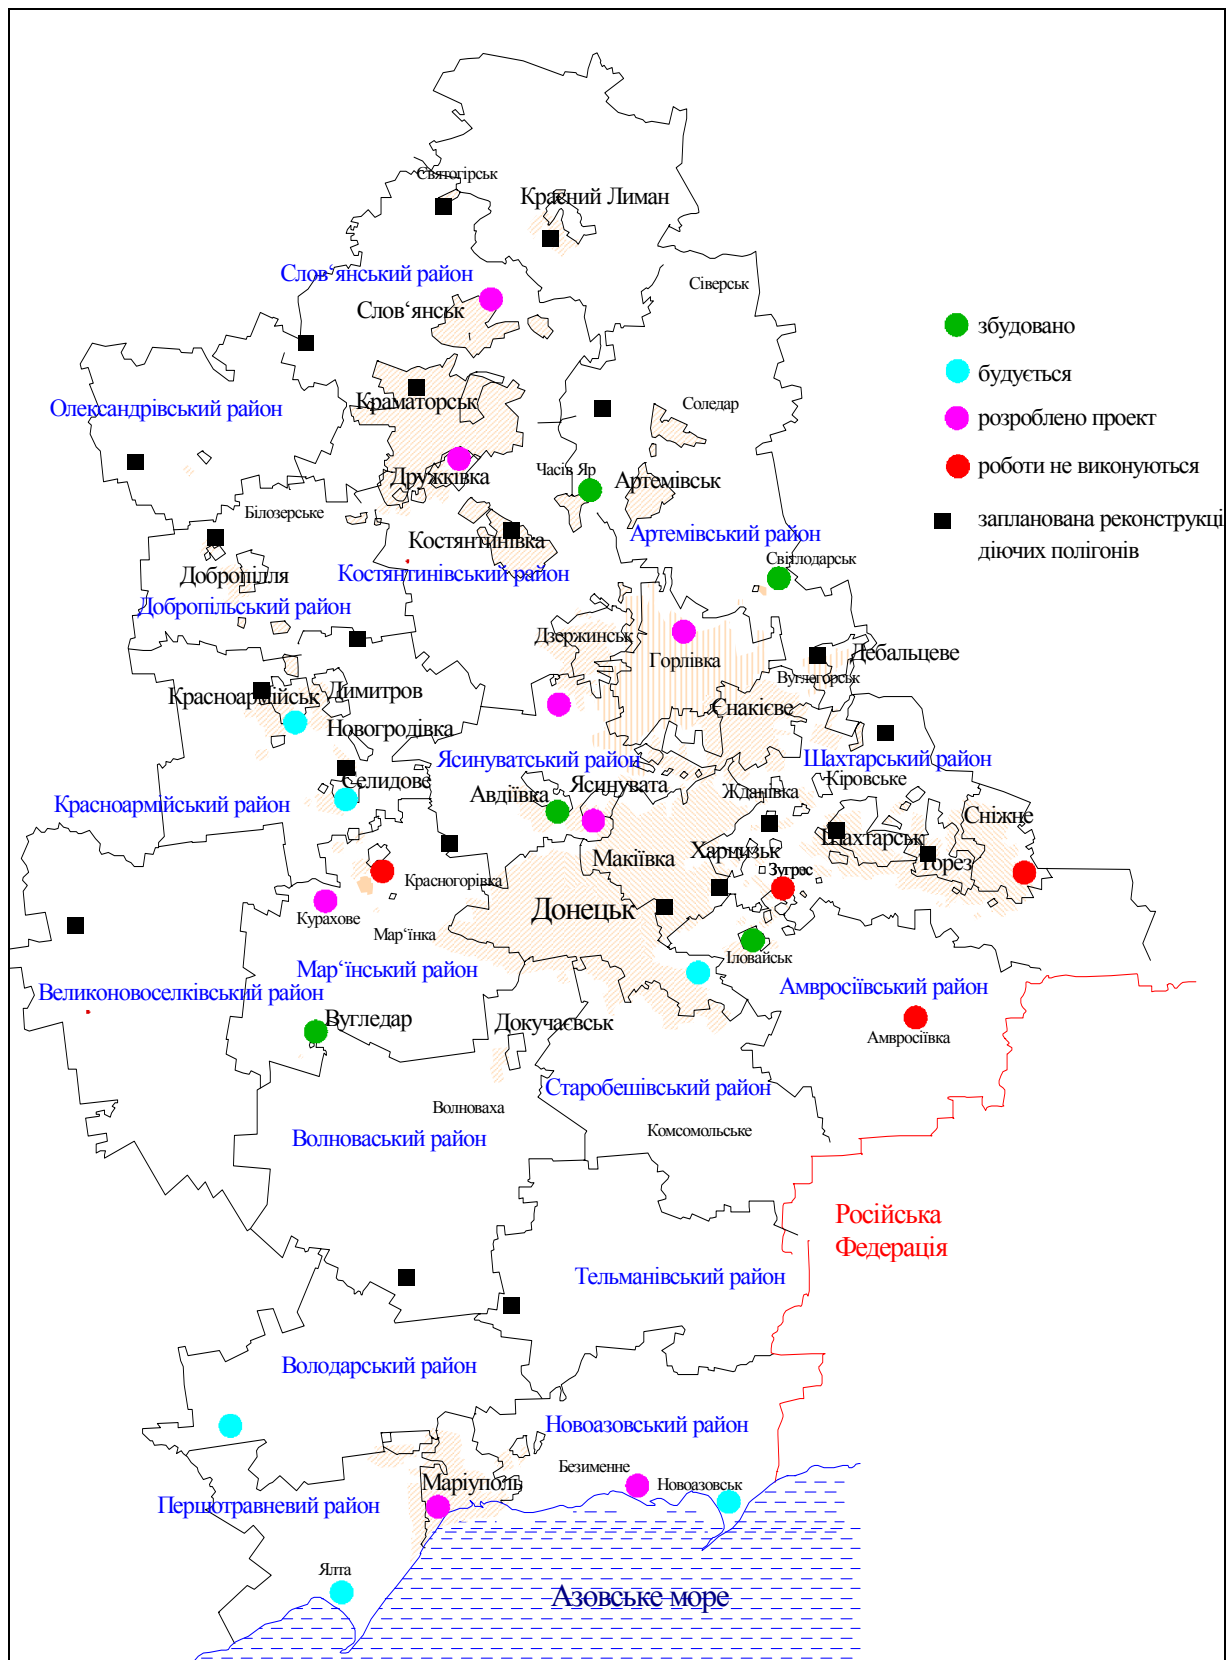 Святогірськ
Красний Лиман
Слов‘янський район
Сіверськ
Слов‘янськ
збудовано
будується
Олександрівський район
Краматорськ
Соледар
розроблено проект
Дружківка
Часів Яр
Артемівськ
роботи не виконуються
Білозерське
Костянтинівка
Артемівський район
запланована реконструкці
діючих полігонів
Світлодарськ
Добропілля
Костянтинівський район
Добропільський район
Дзержинськ
Горлівка
Дебальцеве
Вуглегорськ
Красноармійськ
Димитров
Єнакієве
Новогродівка
Ясинуватський район
Шахтарський район
Селидове
Ясинувата
Кіровське
Красноармійський район
Авдіївка
Жданівка
Сніжне
Шахтарськ
Макіївка
Харцизьк
Торез
Красногорівка
Зугрес
Курахове
Донецьк
Мар‘їнка
Іловайськ
Мар‘їнський район
Великоновоселківський район
Амвросіївський район
Вугледар
Докучаєвськ
Амвросіївка
Старобешівський район
Волноваха
Волноваський район
Комсомольське
Російська
Федерація
Тельманівський район
Володарський район
Новоазовський район
Безименне
Маріуполь
Новоазовськ
Першотравневий район
Ялта
Азовське море